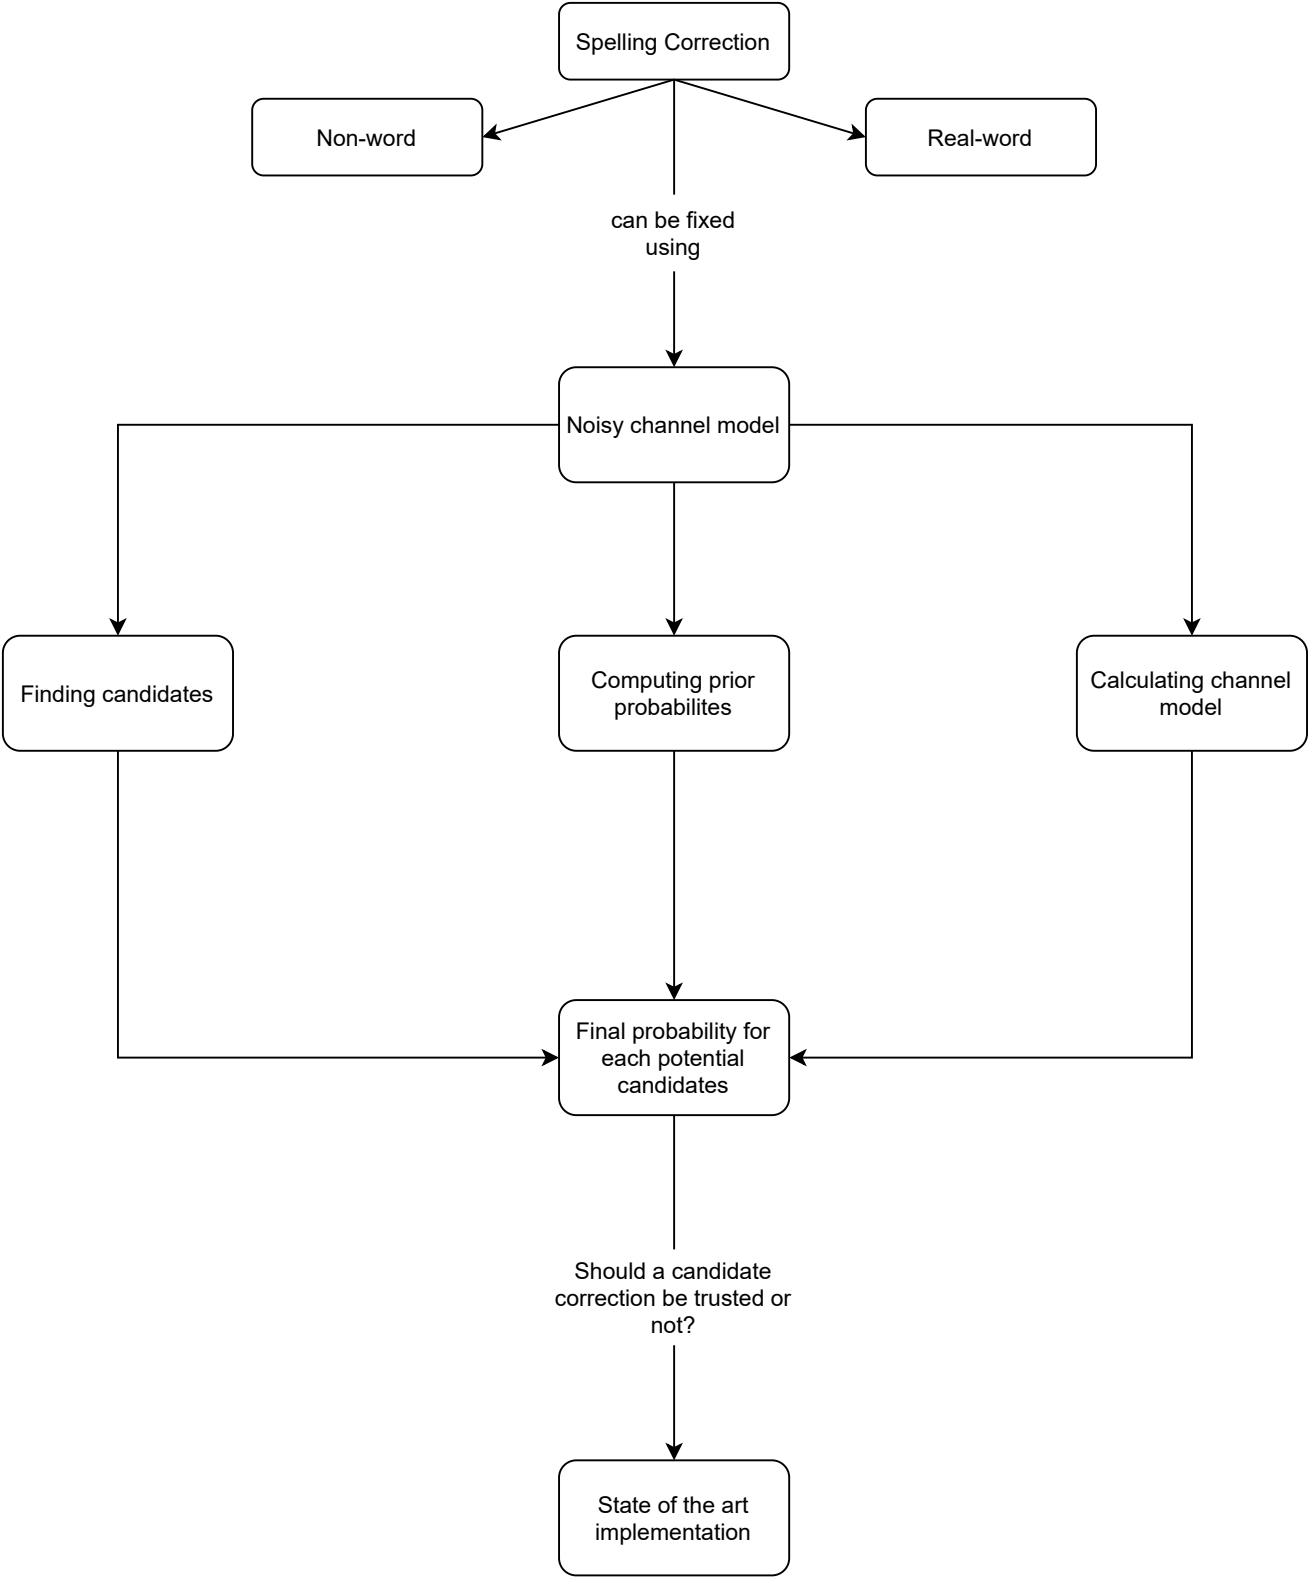 Spelling Correction
Non-word
Real-word
can be fixed
using
Noisy channel model
Finding candidates
Computing prior
probabilites
Calculating channel
model
Final probability for
each potential
candidates
Should a candidate
correction be trusted or
not?
State of the art
implementation